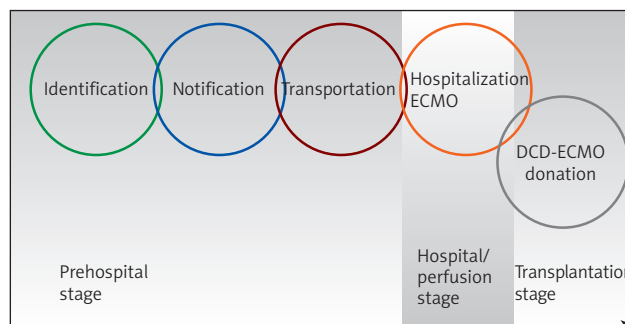 Identification
Notification
Transportation
Hospitalization
ECMO
DCD-ECMO
donation
Prehospital
stage
Hospital/
perfusion
stage
Transplantation
stage